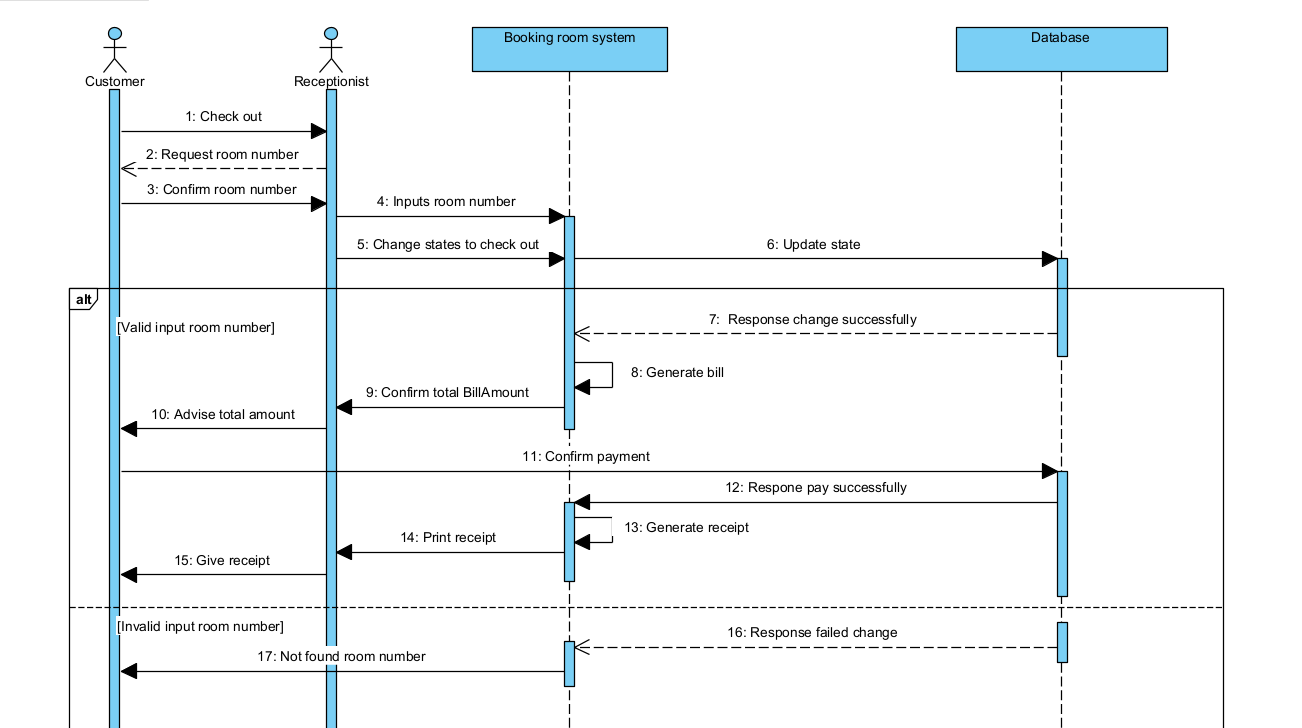 Customer
Receptionist
Booking room system
Database
1: Check out
2: Request room number
3: Confirm room number
4: Inputs room number
5: Change states to check out
6: Update state
alt
[Valid input room number]
7:  Response change successfully
8: Generate bill
9: Confirm total BillAmount
10: Advise total amount
11: Confirm payment
12: Respone pay successfully
13: Generate receipt
14: Print receipt
15: Give receipt
[Invalid input room number]
16: Response failed change
17: Not found room number